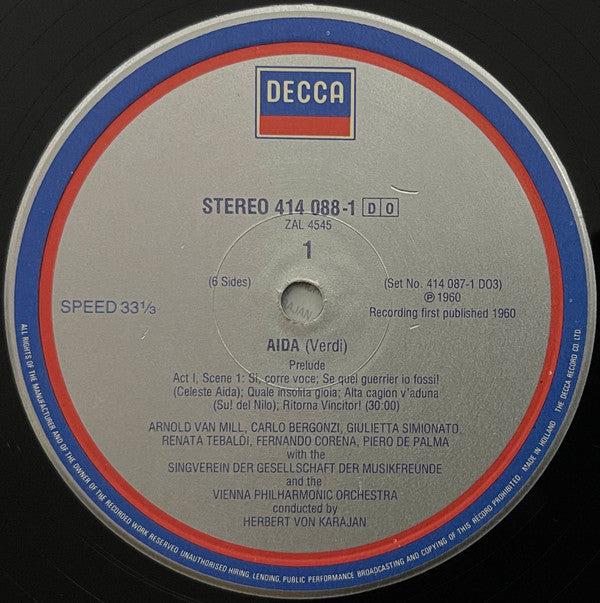 DECCA
STEREO 414 088-1 D O
ZAL 4545
1
(6 Sides)
(Set No. 414 087-1 DO3)
℗ 1960
SPEED 33⅓
Recording first published 1960
AJAN
AIDA (Verdi)
Prelude
Act I, Scene 1: Si, corre voce; Se quel guerrier io fossi!
(Celeste Aida); Quale insolita gioia; Alta cagion v'aduna
(Su! del Nilo); Ritorna Vincitor! (30:00)
ARNOLD VAN MILL, CARLO BERGONZI, GIULIETTA SIMIONATO,
RENATA TEBALDI, FERNANDO CORENA, PIERO DE PALMA
with the
SINGVEREIN DER GESELLSCHAFT DER MUSIKFREUNDE
and the
VIENNA PHILHARMONIC ORCHESTRA
conducted by
HERBERT VON KARAJAN
ALL RIGHTS OF THE MANUFACTURER AND OF THE OWNER OF THE RECORDED WORK RESERVED. UNAUTHORISED HIRING, LENDING, PUBLIC PERFORMANCE BROADCASTING AND COPYING OF THIS RECORD PROHIBITED. MADE IN HOLLAND THE DECCA RECORD CO LTD